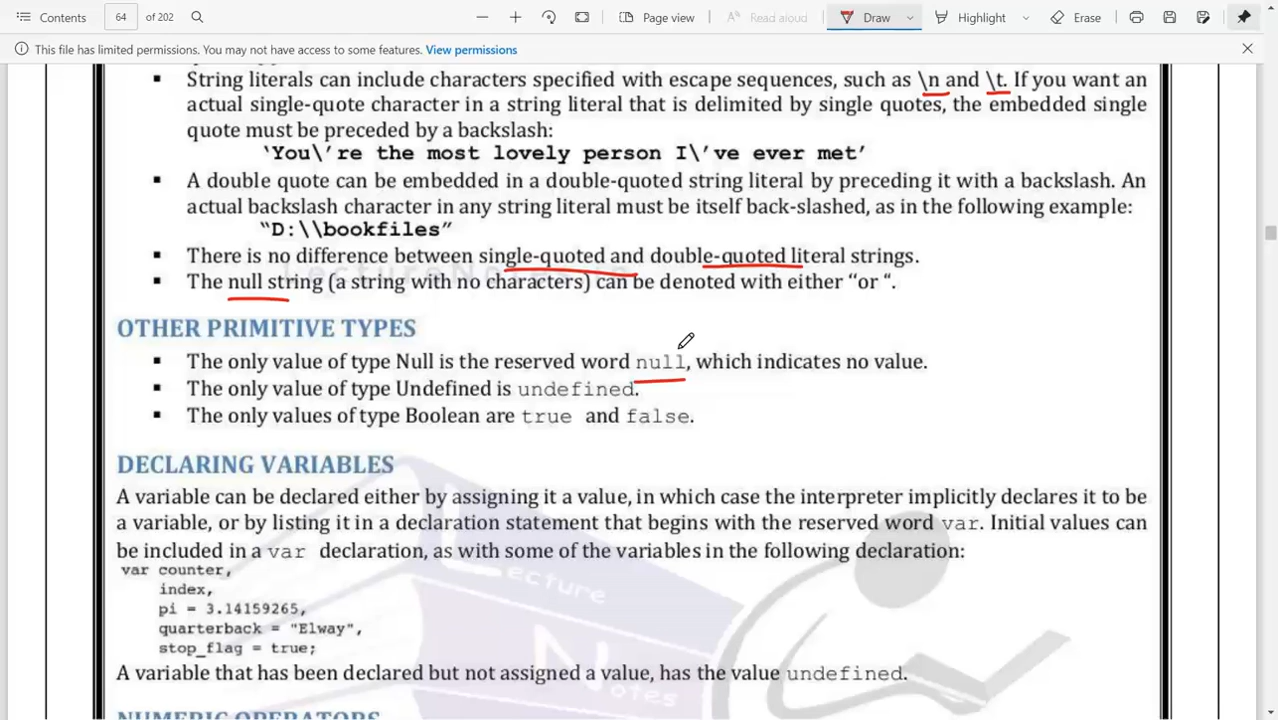 Contents 64 of 202 Page view Read aloud Draw Highlight Erase
This file has limited permissions. You may not have access to some features. View permissions
▪ String literals can include characters specified with escape sequences, such as \n and \t. If you want an
actual single-quote character in a string literal that is delimited by single quotes, the embedded single
quote must be preceded by a backslash:
‘You\’re the most lovely person I\’ve ever met’
▪ A double quote can be embedded in a double-quoted string literal by preceding it with a backslash. An
actual backslash character in any string literal must be itself back-slashed, as in the following example:
“D:\\bookfiles”
▪ There is no difference between single-quoted and double-quoted literal strings.
▪ The null string (a string with no characters) can be denoted with either “or “.
OTHER PRIMITIVE TYPES
▪ The only value of type Null is the reserved word null, which indicates no value.
▪ The only value of type Undefined is undefined.
▪ The only values of type Boolean are true and false.
DECLARING VARIABLES
A variable can be declared either by assigning it a value, in which case the interpreter implicitly declares it to be
a variable, or by listing it in a declaration statement that begins with the reserved word var. Initial values can
be included in a var declaration, as with some of the variables in the following declaration:
var counter,
index,
pi = 3.14159265,
quarterback = "Elway",
stop_flag = true;
Lecture
Notes
A variable that has been declared but not assigned a value, has the value undefined.
NUMERIC OPERATORS